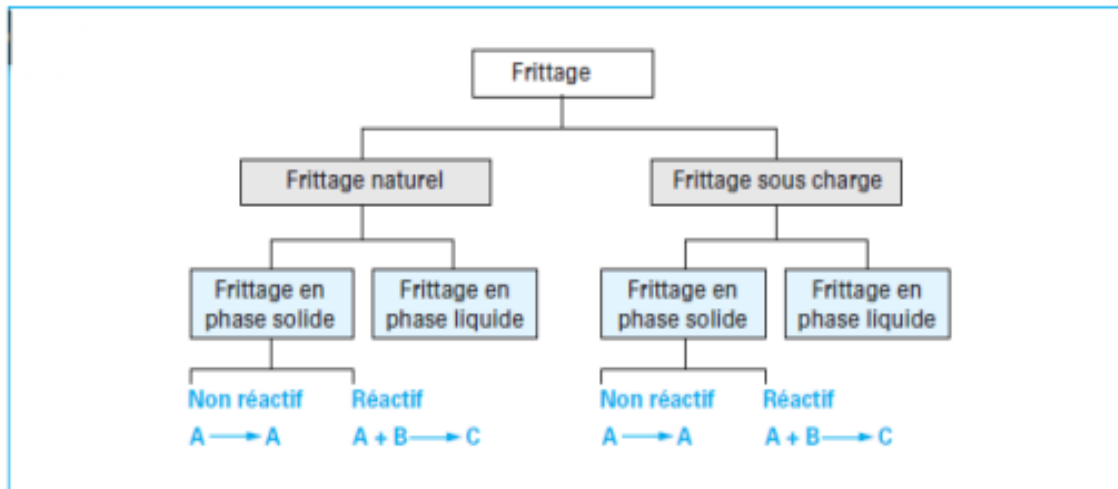 Frittage
Frittage naturel
Frittage sous charge
Frittage en
phase solide
Frittage en
phase liquide
Frittage en
phase solide
Frittage en
phase liquide
Non réactif
Réactif
Non réactif
Réactif
A → A
A + B → C
A → A
A + B → C